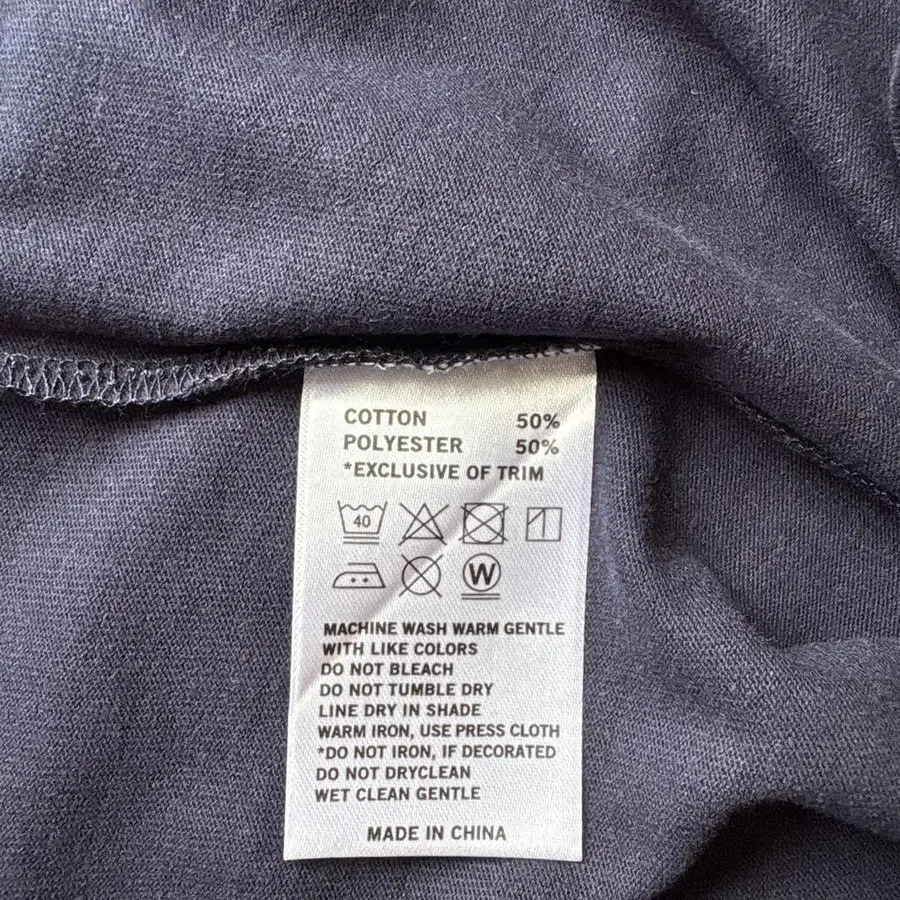 COTTON 50%
POLYESTER 50%
*EXCLUSIVE OF TRIM
40
W
MACHINE WASH WARM GENTLE
WITH LIKE COLORS
DO NOT BLEACH
DO NOT TUMBLE DRY
LINE DRY IN SHADE
WARM IRON, USE PRESS CLOTH
*DO NOT IRON, IF DECORATED
DO NOT DRYCLEAN
WET CLEAN GENTLE
MADE IN CHINA